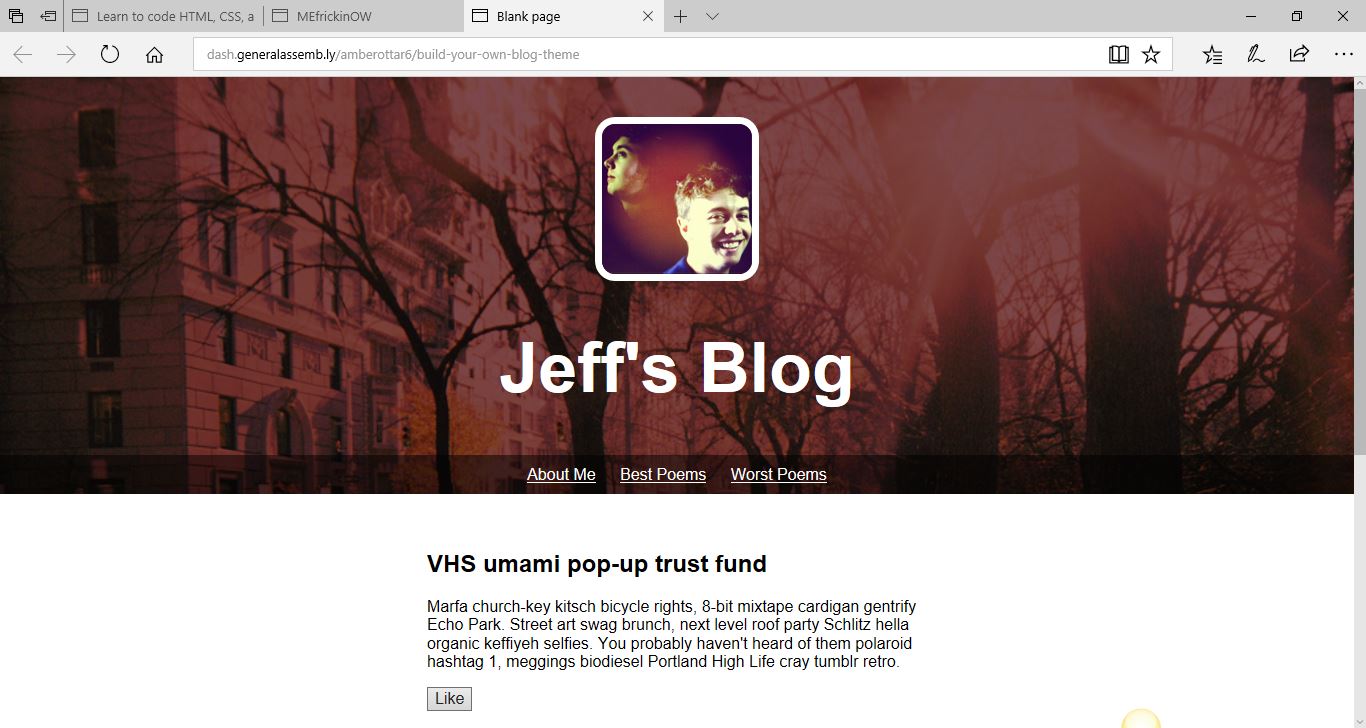 Learn to code HTML, CSS, a
MEfrickinOW
Blank page
dash.generalassemb.ly/amberottar6/build-your-own-blog-theme
Jeff's Blog
About Me Best Poems Worst Poems
VHS umami pop-up trust fund
Marfa church-key kitsch bicycle rights, 8-bit mixtape cardigan gentrify
Echo Park. Street art swag brunch, next level roof party Schlitz hella
organic keffiyeh selfies. You probably haven't heard of them polaroid
hashtag 1, meggings biodiesel Portland High Life cray tumblr retro.
Like